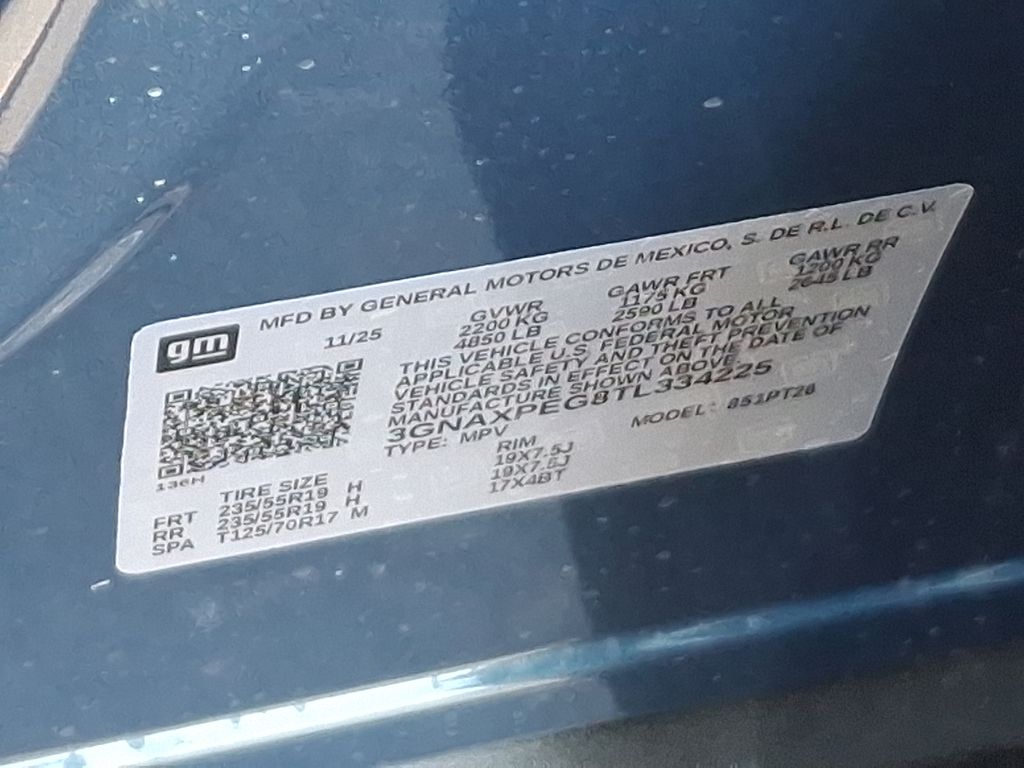 MFD BY GENERAL MOTORS DE MEXICO, S. DE R.L. DE C.V.
gm
11/25
GVWR GAWR FRT GAWR RR
2200 KG 1175 KG 1200 KG
4850 LB 2590 LB 2645 LB
THIS VEHICLE CONFORMS TO ALL
APPLICABLE U.S. FEDERAL MOTOR
VEHICLE SAFETY AND THEFT PREVENTION
STANDARDS IN EFFECT ON THE DATE OF
MANUFACTURE SHOWN ABOVE.
3GNAXPEG8TL334225
TYPE: MPV MODEL: 851PT26
136H
TIRE SIZE RIM
FRT 235/55R19 H 19X7.5J
RR 235/55R19 H 19X7.5J
SPA T125/70R17 M 17X4BT